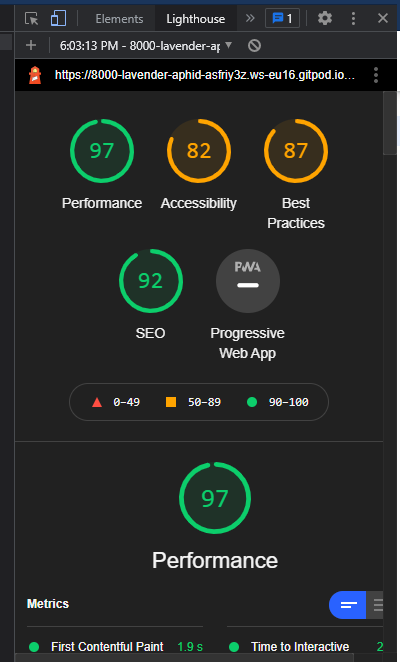 Elements Lighthouse » 1
6:03:13 PM - 8000-lavender-ap
https://8000-lavender-aphid-asfriy3z.ws-eu16.gitpod.io...
97 82 87
Performance Accessibility Best
Practices
92 PWA
SEO Progressive
Web App
0–49 50–89 90–100
97
Performance
Metrics
First Contentful Paint 1.9 s Time to Interactive 2